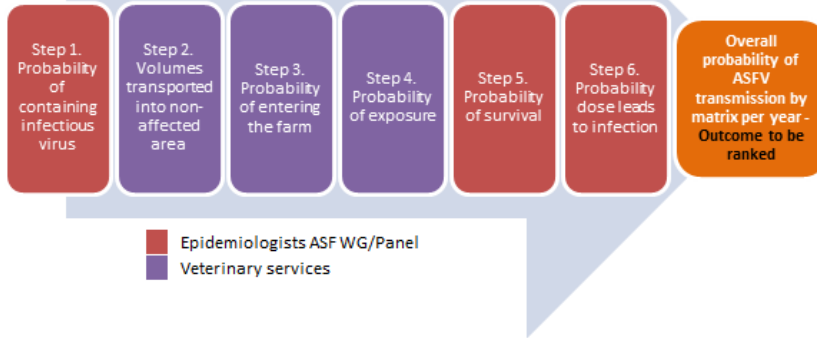 Step 1.
Probability
of
containing
infectious
virus
Step 2.
Volumes
transported
into non-
affected
area
Step 3.
Probability
of entering
the farm
Step 4.
Probability
of exposure
Step 5.
Probability
of survival
Step 6.
Probability
dose leads
to infection
Overall
probability of
ASFV
transmission by
matrix per year -
Outcome to be
ranked
Epidemiologists ASF WG/Panel
Veterinary services